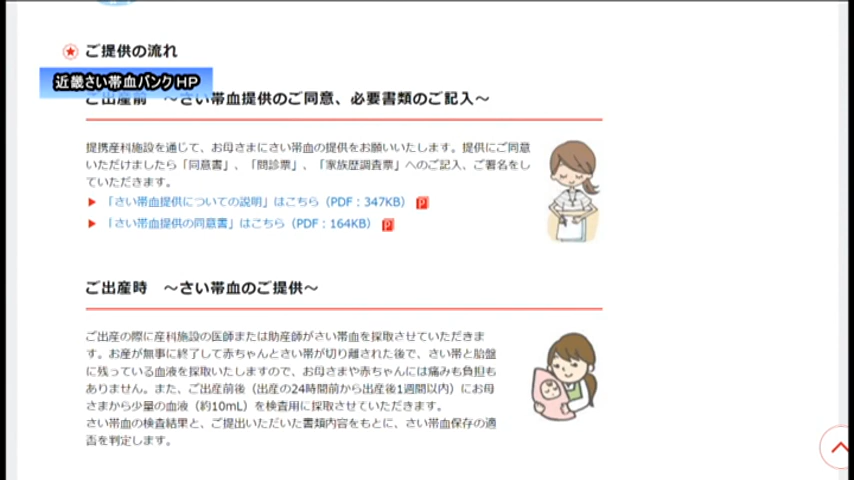 ご提供の流れ
近畿さい帯血バンクHP
ご出産前 ～さい帯血提供のご同意、必要書類のご記入～
提携産科施設を通じて、お母さまにさい帯血の提供をお願いいたします。提供にご同意
いただけましたら「同意書」、「問診票」、「家族歴調査票」へのご記入、ご署名をし
ていただきます。
「さい帯血提供についての説明」はこちら（PDF：347KB）
「さい帯血提供の同意書」はこちら（PDF：164KB）
ご出産時 ～さい帯血のご提供～
ご出産の際に産科施設の医師または助産師がさい帯血を採取させていただきま
す。お産が無事に終了して赤ちゃんとさい帯が切り離された後で、さい帯と胎盤
に残っている血液を採取いたしますので、お母さまや赤ちゃんには痛みも負担も
ありません。また、ご出産前後（出産の24時間前から出産後1週間以内）にお母
さまから少量の血液（約10mL）を検査用に採取させていただきます。
さい帯血の検査結果と、ご提出いただいた書類内容をもとに、さい帯血保存の適
否を判定します。